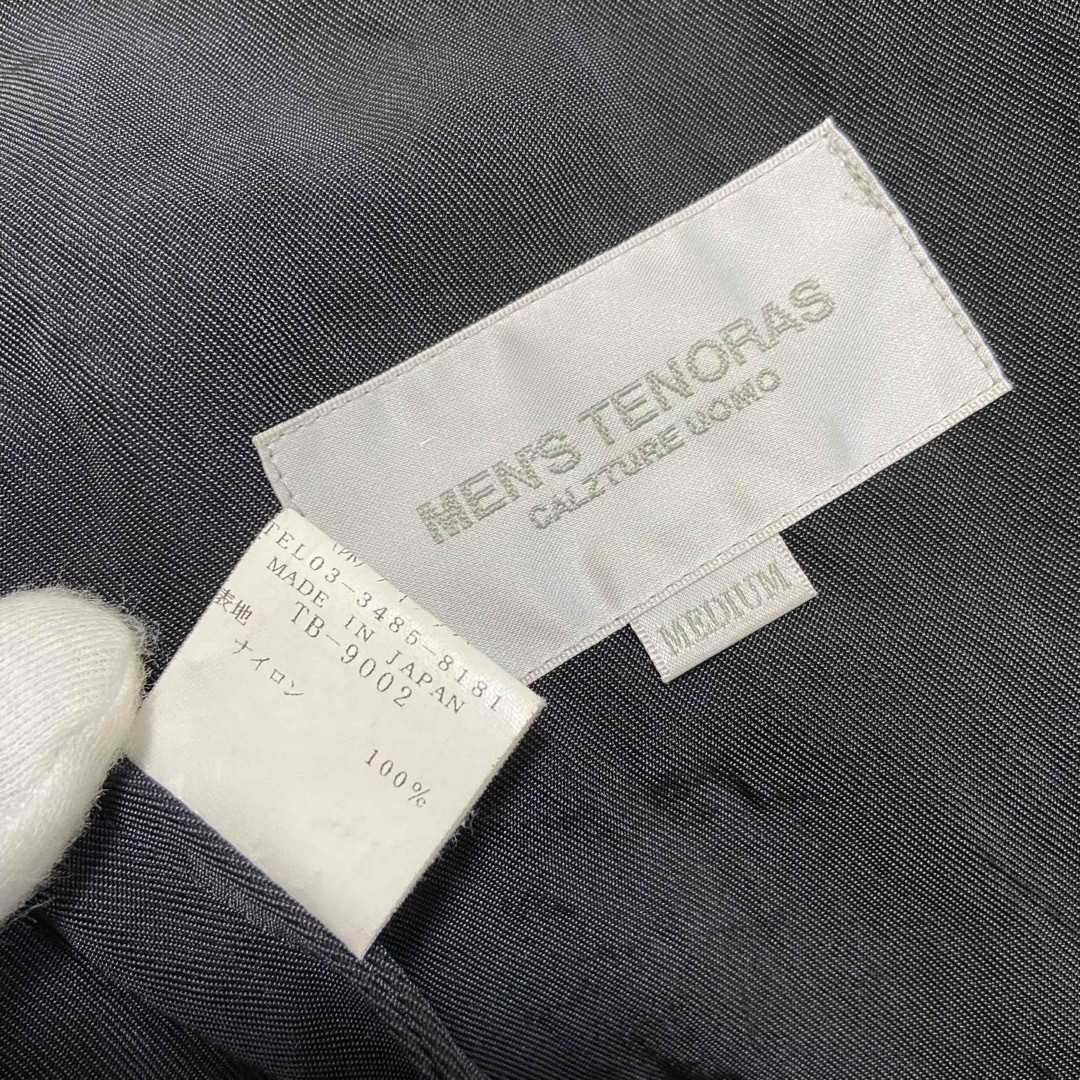 MEN'S TENORAS
CALZTURE UOMO
MEDIUM
TEL03-3485-8181
MADE IN JAPAN
TB-9002
表地
ナイロン
100%